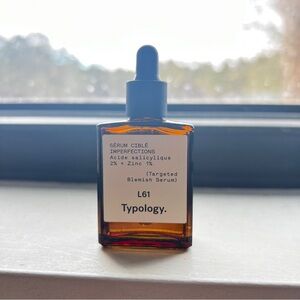 SÉRUM CIBLÉ
IMPERFECTIONS
Acide salicylique
2% + Zinc 1%
(Targeted
Blemish Serum)
L61
Typology.